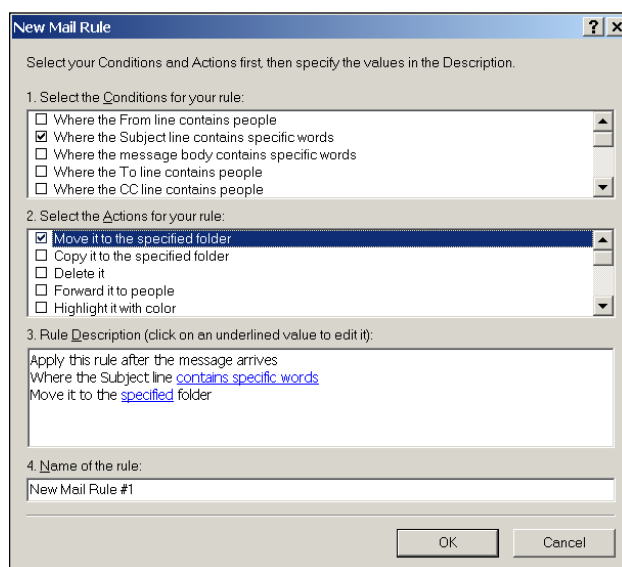 New Mail Rule
Select your Conditions and Actions first, then specify the values in the Description.
1. Select the Conditions for your rule:
Where the From line contains people
Where the Subject line contains specific words
Where the message body contains specific words
Where the To line contains people
Where the CC line contains people
2. Select the Actions for your rule:
Move it to the specified folder
Copy it to the specified folder
Delete it
Forward it to people
Highlight it with color
3. Rule Description (click on an underlined value to edit it):
Apply this rule after the message arrives
Where the Subject line contains specific words
Move it to the specified folder
4. Name of the rule:
New Mail Rule #1
OK Cancel